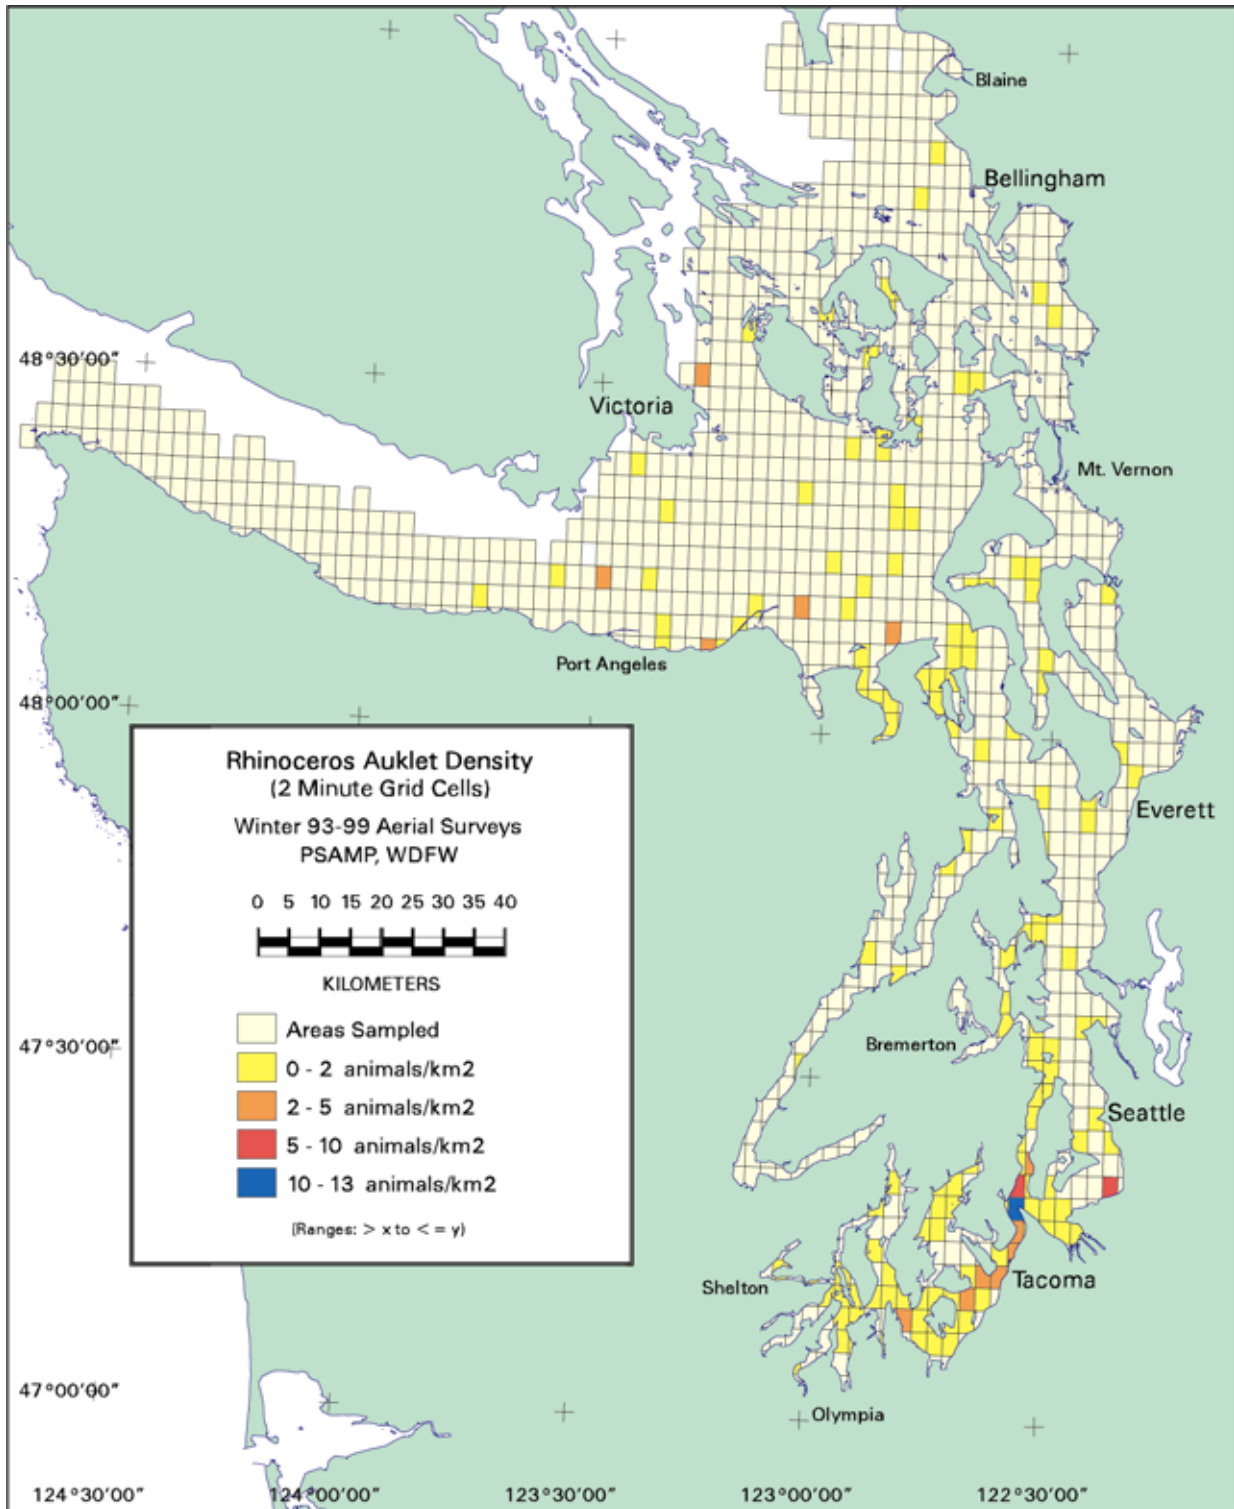 Blaine
Bellingham
48°30'00"
Victoria
Mt. Vernon
Port Angeles
48°00'00"
Rhinoceros Auklet Density
(2 Minute Grid Cells)
Winter 93-99 Aerial Surveys
PSAMP, WDFW
0 5 10 15 20 25 30 35 40
KILOMETERS
Areas Sampled
0 - 2 animals/km2
2 - 5 animals/km2
5 - 10 animals/km2
10 - 13 animals/km2
(Ranges: > x to < = y)
Everett
47°30'00"
Bremerton
Seattle
Shelton
Tacoma
47°00'00"
Olympia
124°30'00" 124°00'00" 123°30'00" 123°00'00" 122°30'00"